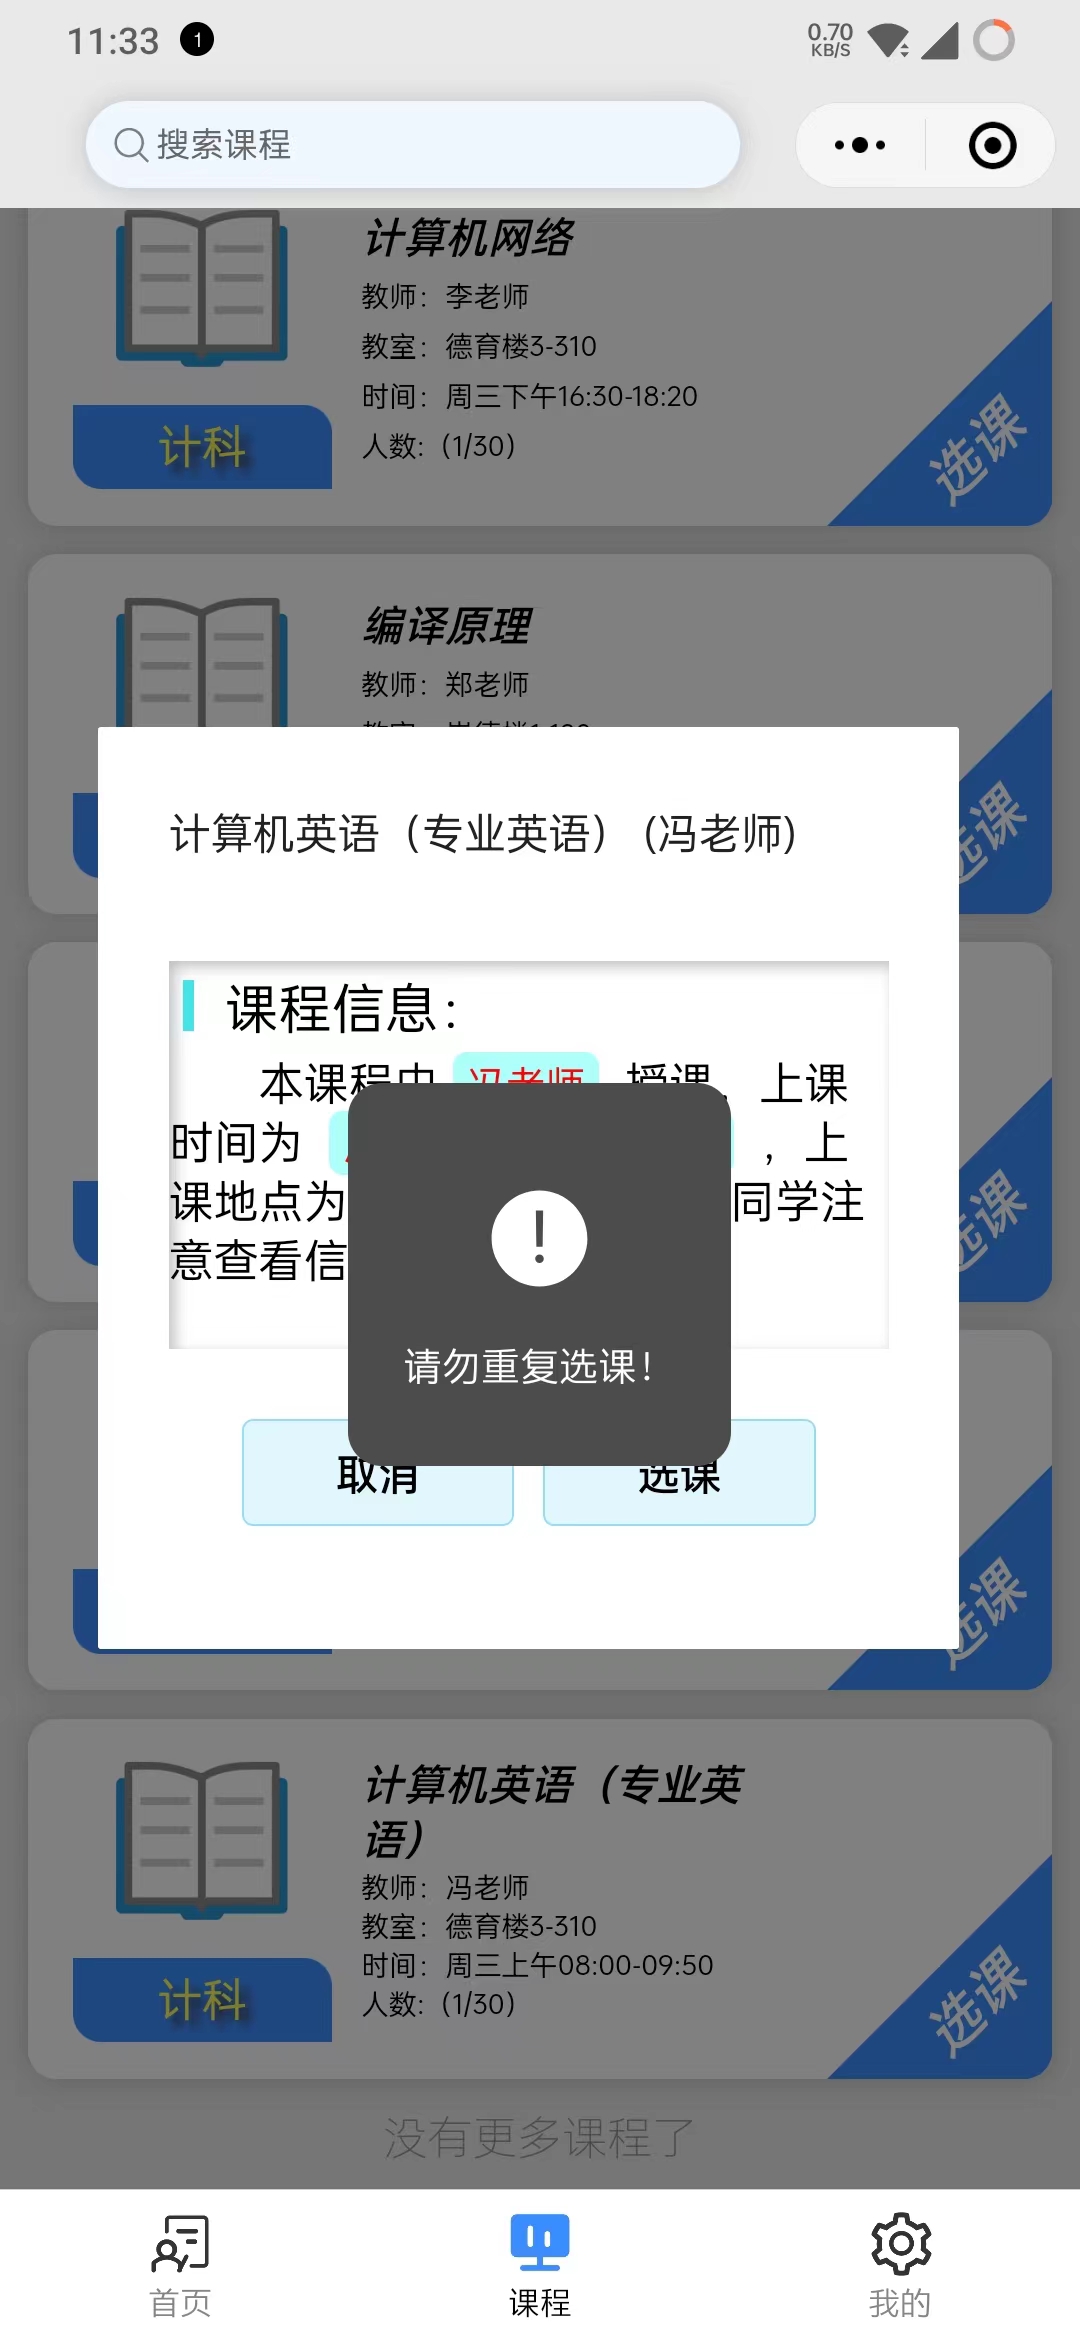 11:33
1
0.70
KB/S
搜索课程
计算机网络
教师：李老师
教室：德育楼3-310
时间：周三下午16:30-18:20
人数:（1/30）
计科
选课
编译原理
教师：郑老师
选课
计算机英语（专业英语） (冯老师)
课程信息：
本课程由 冯老师 授课，上课
时间为 ，上
课地点为 同学注
意查看信
请勿重复选课！
取消
选课
选课
选课
计算机英语（专业英
语）
教师：冯老师
教室：德育楼3-310
时间：周三上午08:00-09:50
人数:（1/30）
计科
选课
没有更多课程了
首页
课程
我的